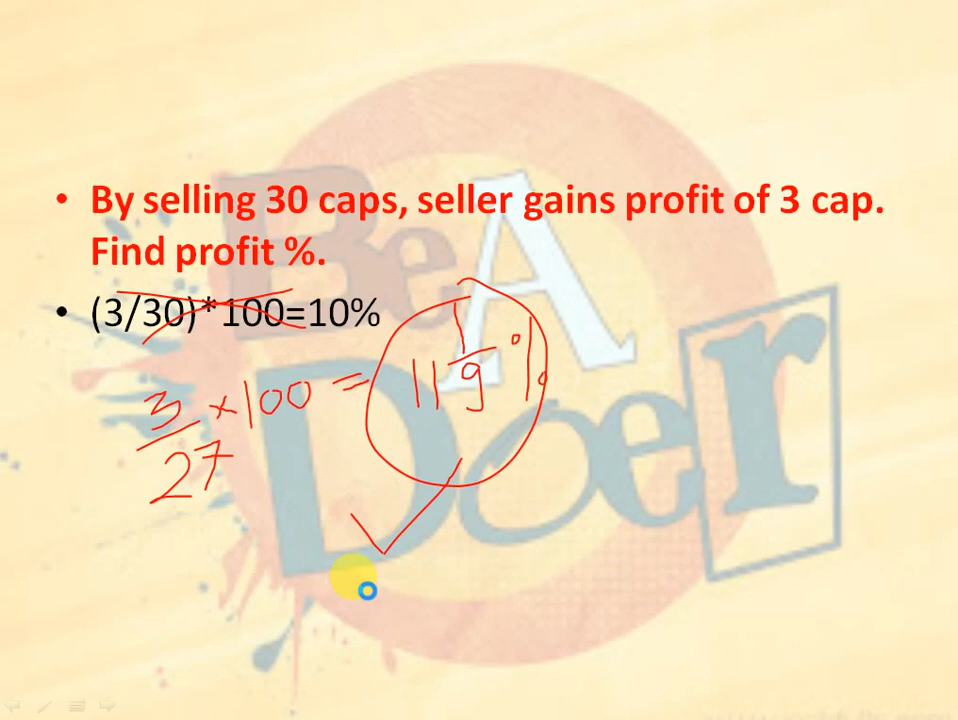 • By selling 30 caps, seller gains profit of 3 cap.
Find profit %.
• (3/30)*100=10%
3/27 × 100 = 11 1/9 %
Be A
Doer